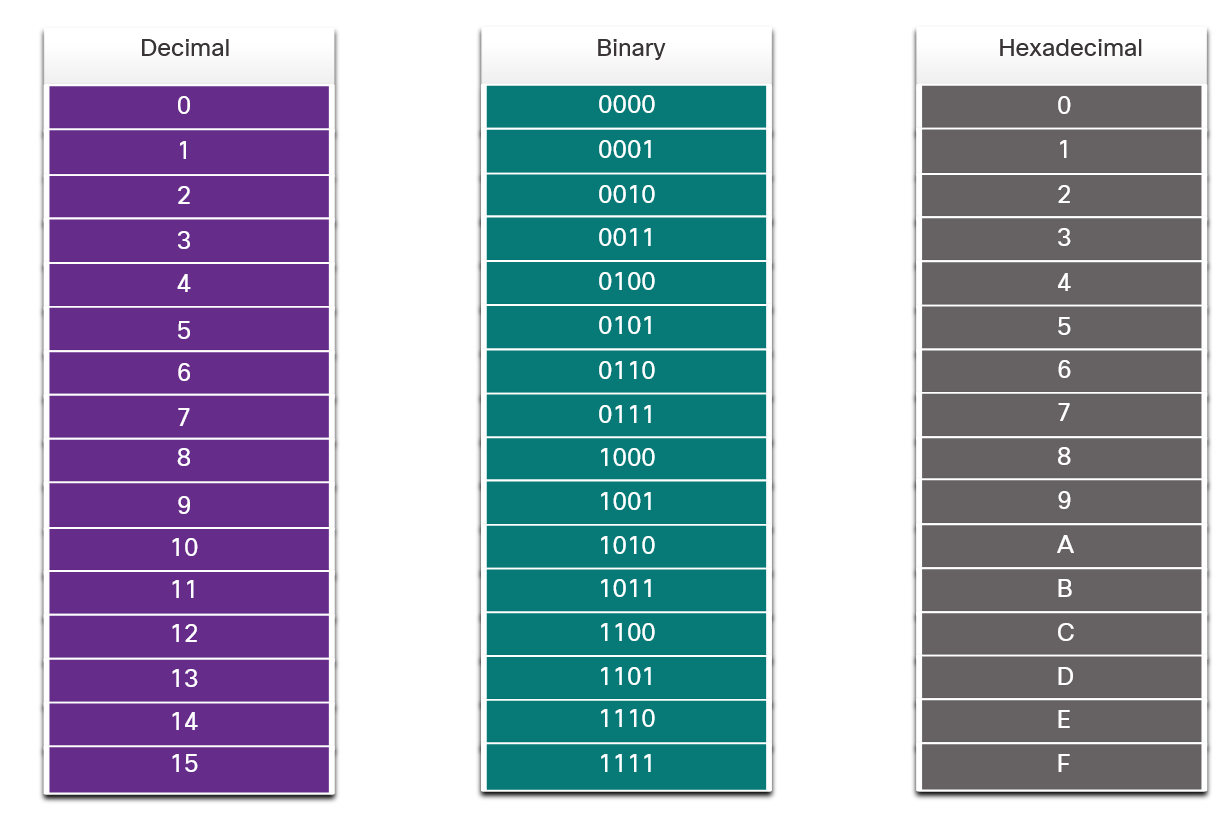 Decimal Binary Hexadecimal
0 0000 0
1 0001 1
2 0010 2
3 0011 3
4 0100 4
5 0101 5
6 0110 6
7 0111 7
8 1000 8
9 1001 9
10 1010 A
11 1011 B
12 1100 C
13 1101 D
14 1110 E
15 1111 F